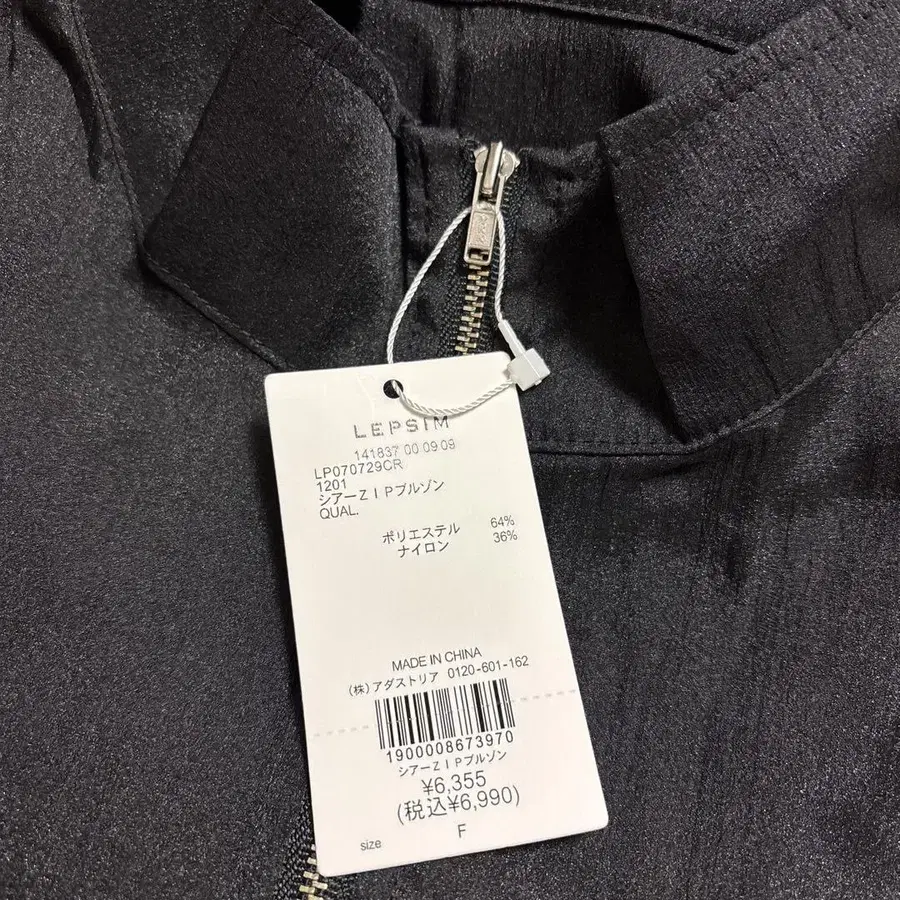 LEPSIM
141837 00 09 09
LP070729CR
1201
シアーＺＩＰブルゾン
QUAL.
ポリエステル 64%
ナイロン 36%
MADE IN CHINA
(株)アダストリア 0120-601-162
1900008673970
シアーＺＩＰブルゾン
¥6,355
(税込¥6,990)
size F